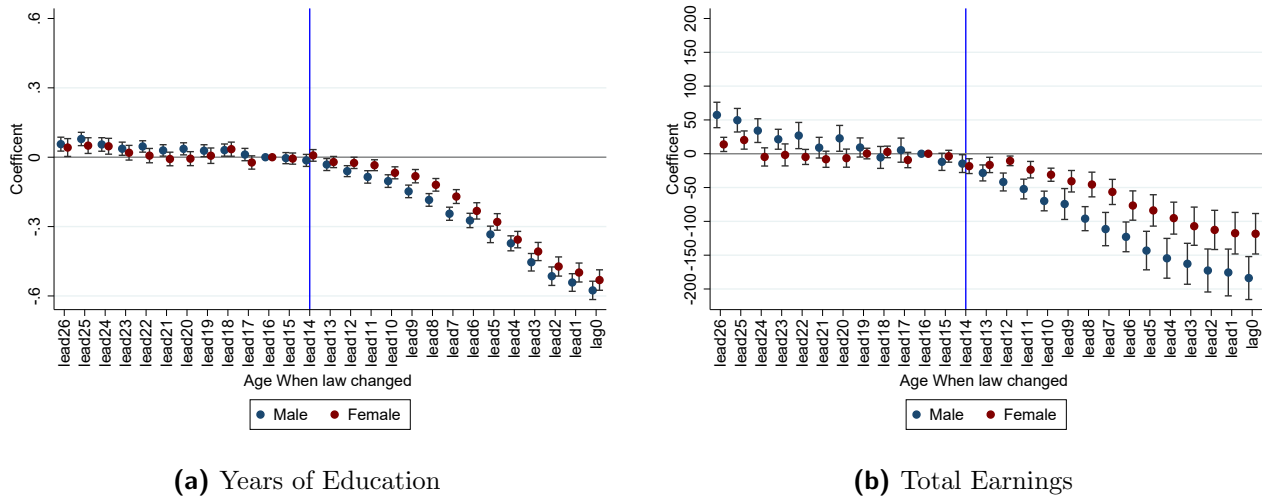 .6
.3
0
-.3
-.6
Coefficent
lead26
lead25
lead24
lead23
lead22
lead21
lead20
lead19
lead18
lead17
lead16
lead15
lead14
lead13
lead12
lead11
lead10
lead9
lead8
lead7
lead6
lead5
lead4
lead3
lead2
lead1
lag0
Age When law changed
Male Female
(a) Years of Education
200
150
100
50
0
-50
-100
-150
-200
Coefficent
lead26
lead25
lead24
lead23
lead22
lead21
lead20
lead19
lead18
lead17
lead16
lead15
lead14
lead13
lead12
lead11
lead10
lead9
lead8
lead7
lead6
lead5
lead4
lead3
lead2
lead1
lag0
Age When law changed
Male Female
(b) Total Earnings